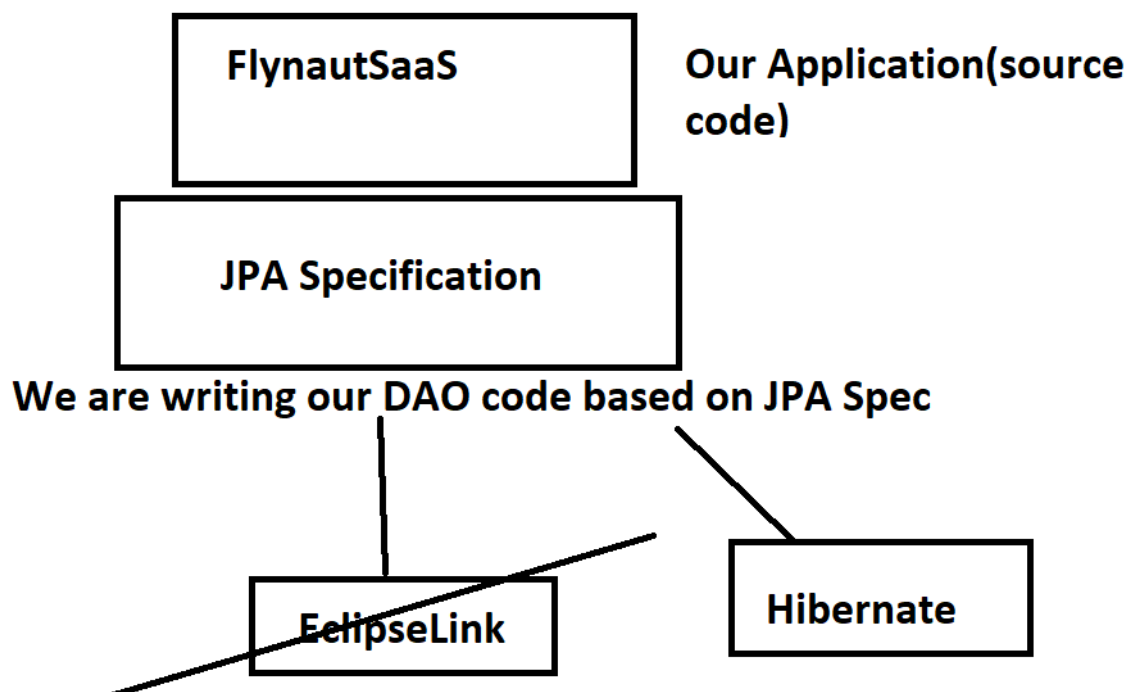 FlynautSaaS
Our Application(source
code)
JPA Specification
We are writing our DAO code based on JPA Spec
EclipseLink
Hibernate